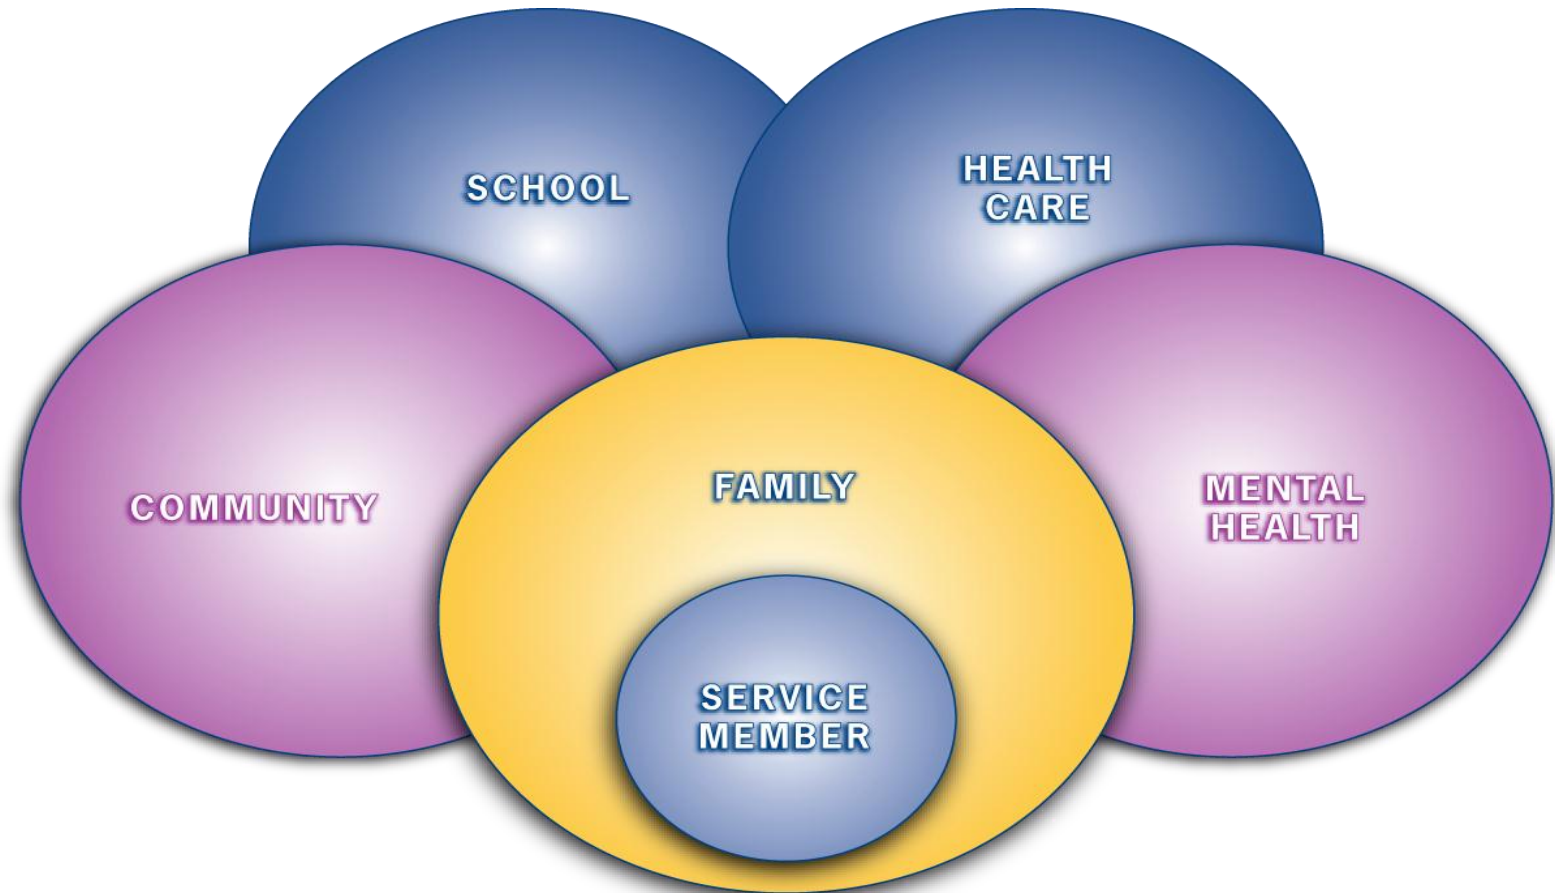 SCHOOL
HEALTH
CARE
COMMUNITY
FAMILY
MENTAL
HEALTH
SERVICE
MEMBER